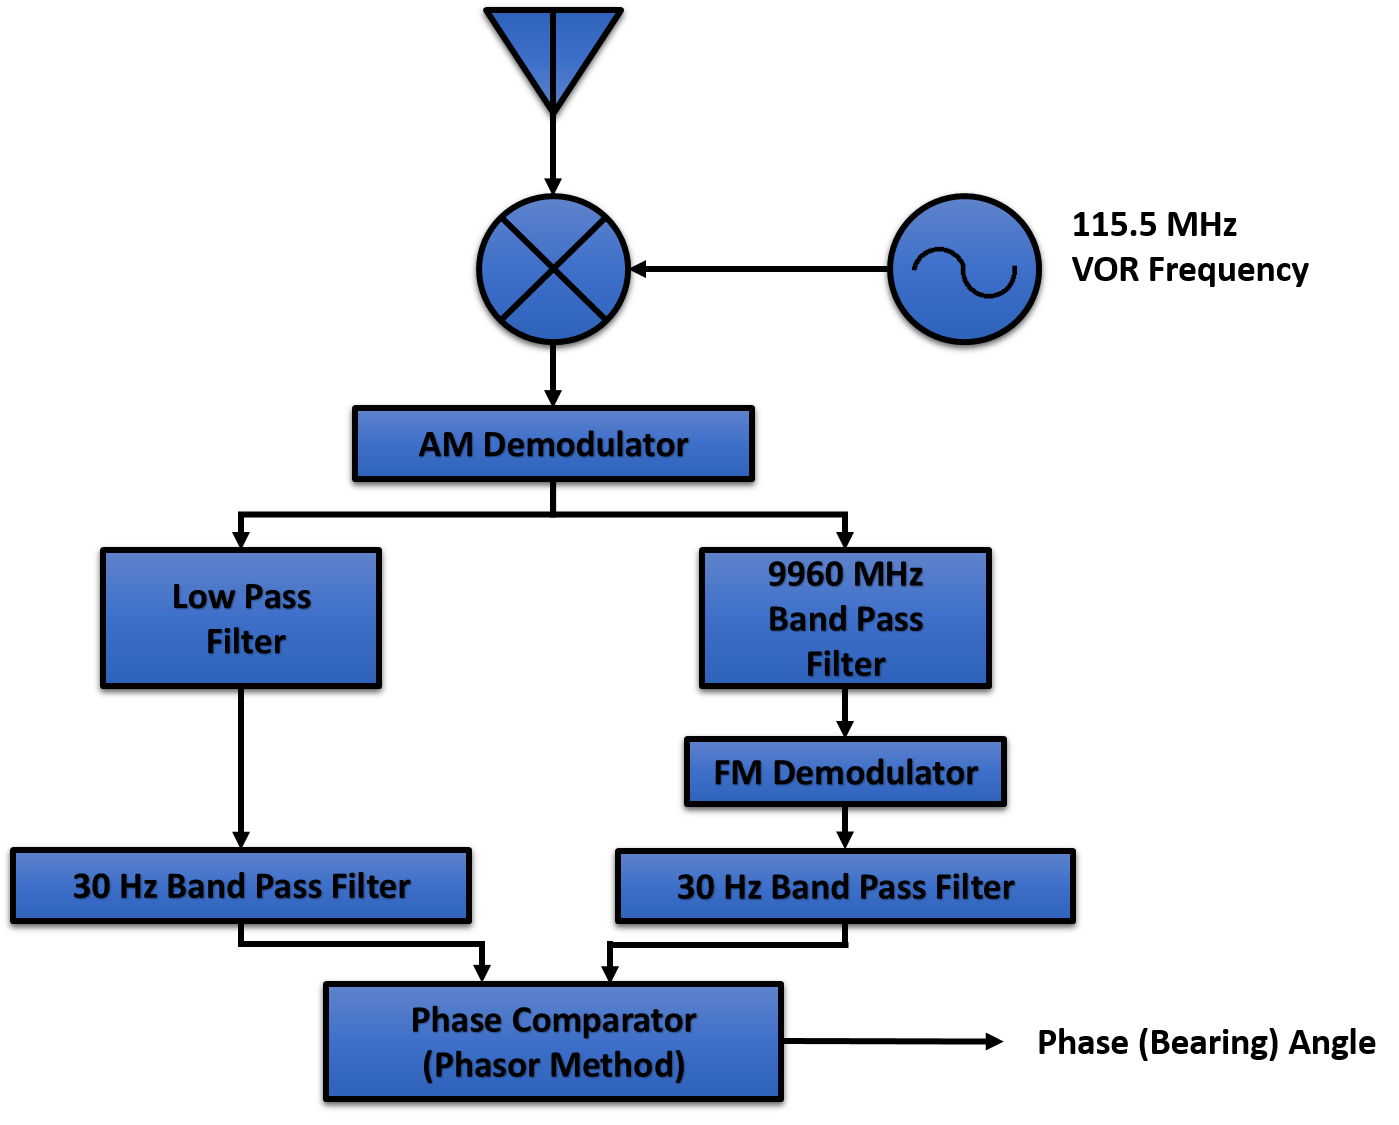 115.5 MHz
VOR Frequency
AM Demodulator
Low Pass
Filter
9960 MHz
Band Pass
Filter
FM Demodulator
30 Hz Band Pass Filter
30 Hz Band Pass Filter
Phase Comparator
(Phasor Method)
Phase (Bearing) Angle